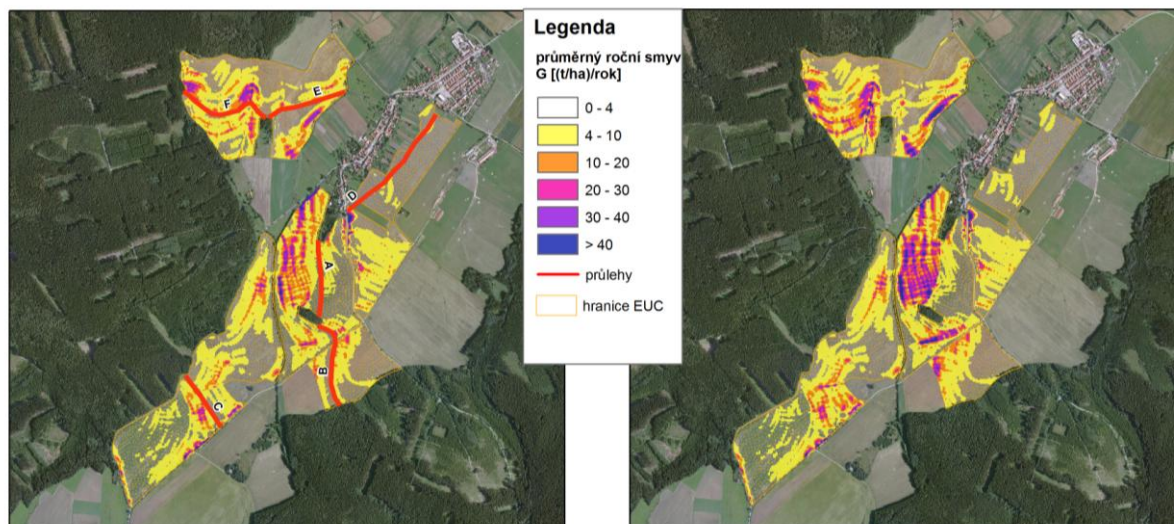 Legenda
průměrný roční smyv
G [(t/ha)/rok]
0 - 4
4 - 10
10 - 20
20 - 30
30 - 40
> 40
průlehy
hranice EUC
F
E
D
A
B
C